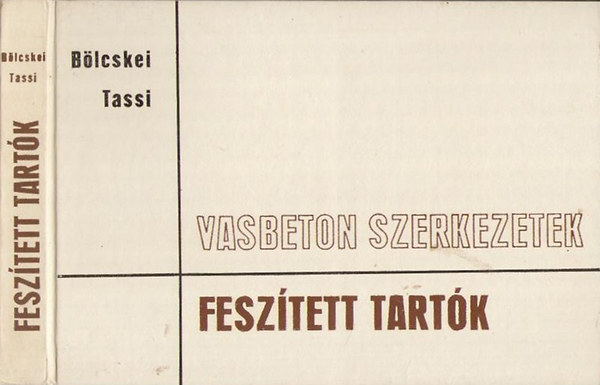 Bölcskei
Tassi
FESZÍTETT TARTÓK
Bölcskei
Tassi
VASBETON SZERKEZETEK
FESZÍTETT TARTÓK